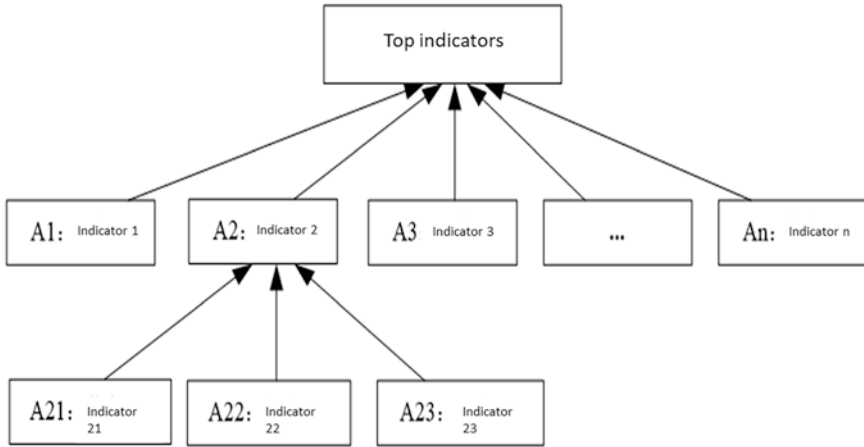 Top indicators
A1: Indicator 1
A2: Indicator 2
A3 Indicator 3
...
An: Indicator n
A21: Indicator
21
A22: Indicator
22
A23: Indicator
23